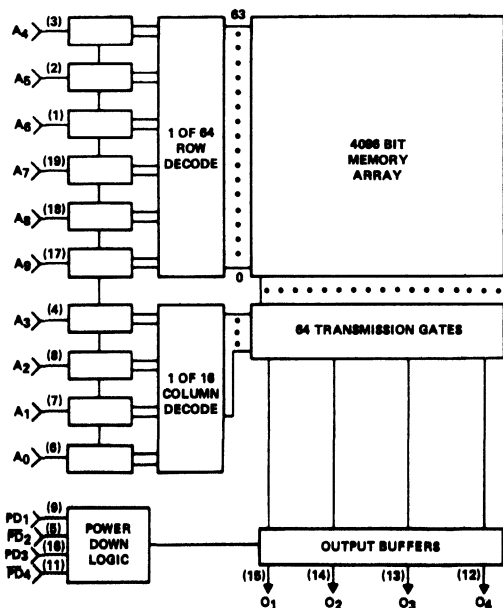 A4 (3)
A5 (2)
A6 (1)
A7 (19)
A8 (18)
A9 (17)
A3 (4)
A2 (8)
A1 (7)
A0 (6)
1 OF 64
ROW
DECODE
63
0
4096 BIT
MEMORY
ARRAY
1 OF 16
COLUMN
DECODE
64 TRANSMISSION GATES
PD1 (9)
P̅D̅2 (5)
PD3 (16)
P̅D̅4 (11)
POWER
DOWN
LOGIC
OUTPUT BUFFERS
(15) (14) (13) (12)
O1 O2 O3 O4